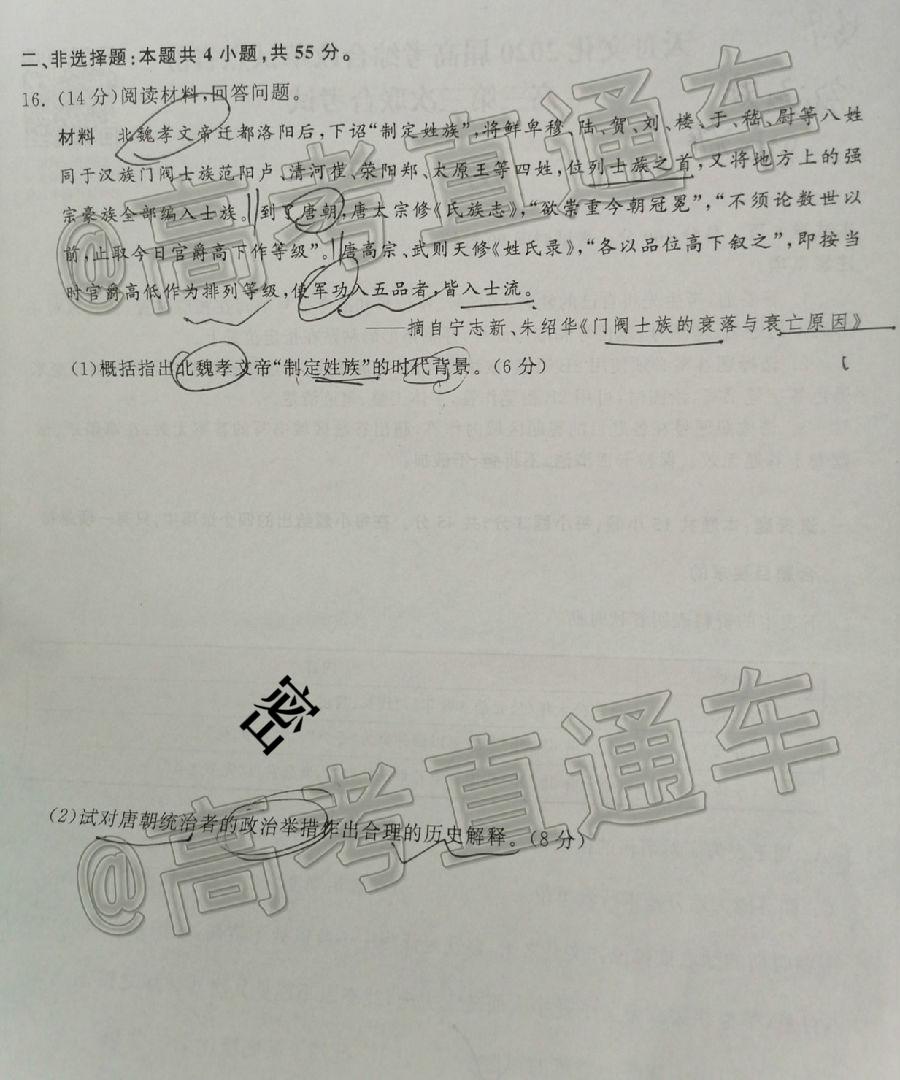 二、非选择题:本题共4小题,共55分。
16.(14分)阅读材料,回答问题。
材料 北魏孝文帝迁都洛阳后,下诏“制定姓族”,将鲜卑穆、陆、贺、刘、楼、于、嵇、尉等八姓
同于汉族门阀士族范阳卢、清河崔、荥阳郑、太原王等四姓,位列士族之首,又将地方上的强
宗豪族全部编入士族。到了唐朝,唐太宗修《氏族志》,“欲崇重今朝冠冕”,“不须论数世以
前,止取今日官爵高下作等级”。唐高宗、武则天修《姓氏录》,“各以品位高下叙之”,即按当
时官爵高低作为排列等级,使军功入五品者,皆入士流。
——摘自宁志新、朱绍华《门阀士族的衰落与衰亡原因》
(1)概括指出北魏孝文帝“制定姓族”的时代背景。(6分)
密
(2)试对唐朝统治者的政治举措作出合理的历史解释。(8分)
@高考直通车
@高考直通车